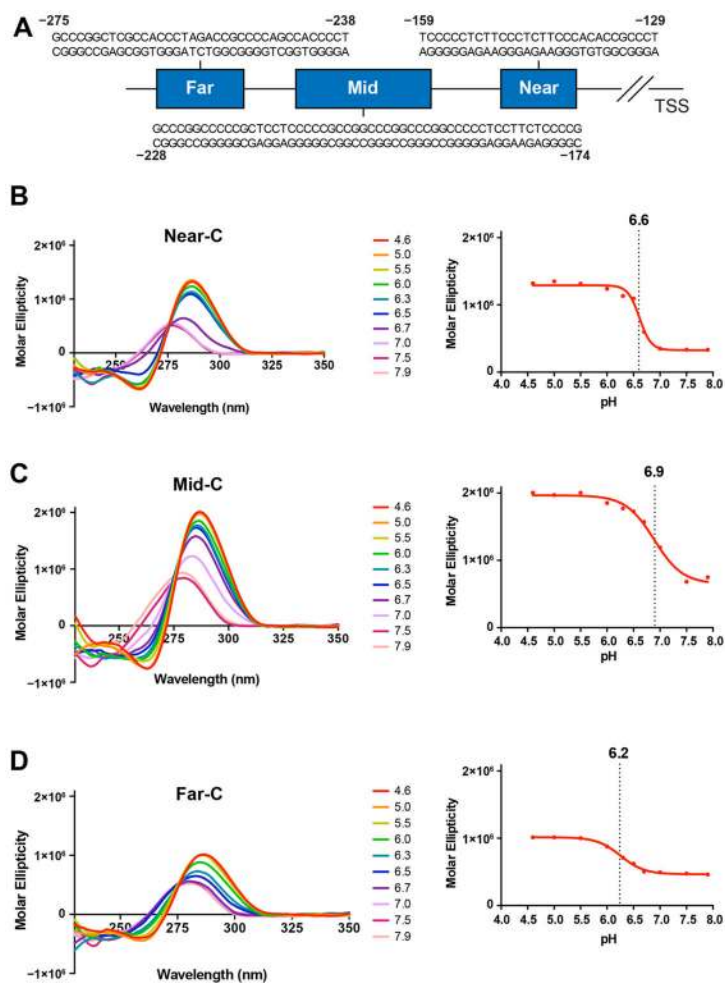 A
−275
−238
−159
−129
GCCCGGCTCGCCACCCTAGACCGCCCCAGCCACCCCT
CGGGCCGAGCGGTGGGATCTGGCGGGGTCGGTGGGGA
TCCCCCTCTTCCCTCTTCCCACACCGCCCT
AGGGGGAGAAGGGAGAAGGGTGTGGCGGGA
Far
Mid
Near
TSS
GCCCGGCCCCCGCTCCTCCCCCGCCGGCCCGGCCCGGCCCCCTCCTTCTCCCCG
CGGGCCGGGGGCGAGGAGGGGGCGGCCGGGCCGGGCCGGGGGAGGAAGAGGGGC
−228
−174
B
Near-C
Molar Ellipticity
2×10⁶
1×10⁶
0
−1×10⁶
250
275
300
350
Wavelength (nm)
4.6
5.0
5.5
6.0
6.3
6.5
6.7
7.0
7.5
7.9
6.6
Molar Ellipticity
2×10⁶
1×10⁶
0
4.0 4.5 5.0 5.5 6.0 6.5 7.0 7.5 8.0
pH
C
Mid-C
Molar Ellipticity
2×10⁶
1×10⁶
0
−1×10⁶
250
275
300
350
Wavelength (nm)
4.6
5.0
5.5
6.0
6.3
6.5
6.7
7.0
7.5
7.9
6.9
Molar Ellipticity
2×10⁶
1×10⁶
0
4.0 4.5 5.0 5.5 6.0 6.5 7.0 7.5 8.0
pH
D
Far-C
Molar Ellipticity
2×10⁶
1×10⁶
0
−1×10⁶
250
275
300
350
Wavelength (nm)
4.6
5.0
5.5
6.0
6.3
6.5
6.7
7.0
7.5
7.9
6.2
Molar Ellipticity
2×10⁶
1×10⁶
0
4.0 4.5 5.0 5.5 6.0 6.5 7.0 7.5 8.0
pH